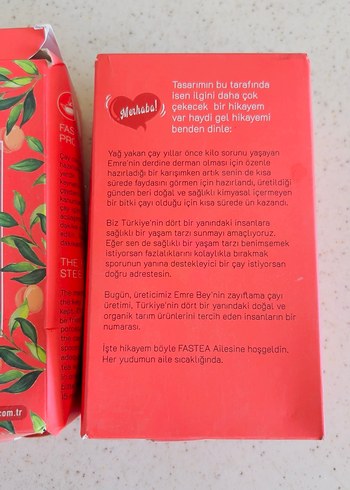 Merhaba!
Tasarımın bu tarafında
isen ilgini daha çok
çekecek bir hikayem
var haydi gel hikayemi
benden dinle:
Yağ yakan çay yıllar önce kilo sorunu yaşayan
Emre'nin derdine derman olması için özenle
hazırladığı bir karışımken artık senin de kısa
sürede faydasını görmen için hazırlandı, üretildiği
günden beri doğal ve sağlıklı kimyasal içermeyen
bir bitki çayı olduğu için kısa sürede ün kazandı.
Biz Türkiye'nin dört bir yanındaki insanlara
sağlıklı bir yaşam tarzı sunmayı amaçlıyoruz.
Eğer sen de sağlıklı bir yaşam tarzı benimsemek
istiyorsan fazlalıklarını kolaylıkla bırakmak
sporunun yanına destekleyici bir çay istiyorsan
doğru adrestesin.
Bugün, üreticimiz Emre Bey'nin zayıflama çayı
üretimi, Türkiye'nin dört bir yanındaki doğal ve
organik tarım ürünlerini tercih eden insanların bir
numarası.
İşte hikayem böyle FASTEA Ailesine hoşgeldin.
Her yudumun aile sıcaklığında.
FAS
PR
THE
STEE
.com.tr